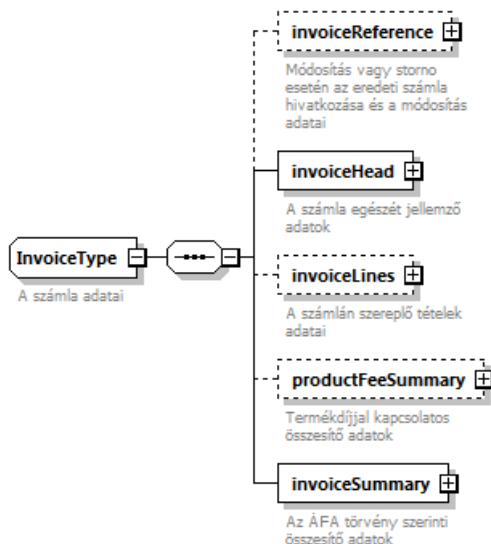 invoiceReference
Módosítás vagy storno
esetén az eredeti számla
hivatkozása és a módosítás
adatai
invoiceHead
A számla egészét jellemző
adatok
InvoiceType
A számla adatai
invoiceLines
A számlán szereplő tételek
adatai
productFeeSummary
Termékdíjjal kapcsolatos
összesítő adatok
invoiceSummary
Az ÁFA törvény szerinti
összesítő adatok